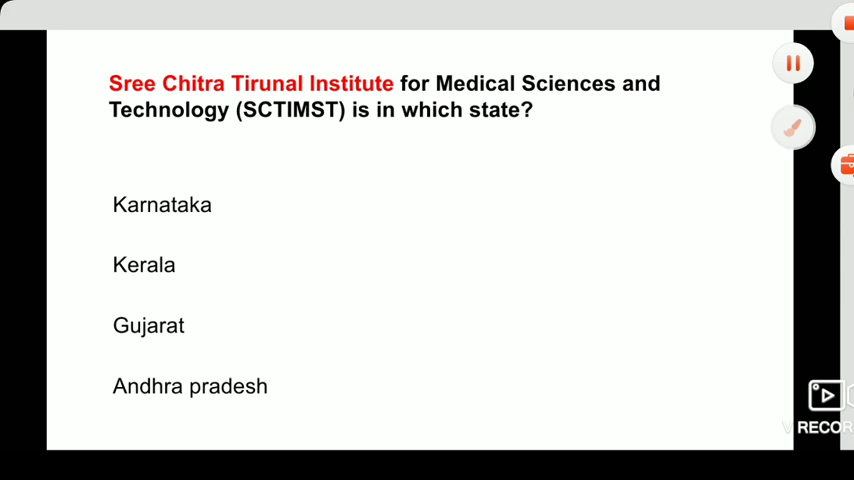 Sree Chitra Tirunal Institute for Medical Sciences and
Technology (SCTIMST) is in which state?
Karnataka
Kerala
Gujarat
Andhra pradesh
V RECOR